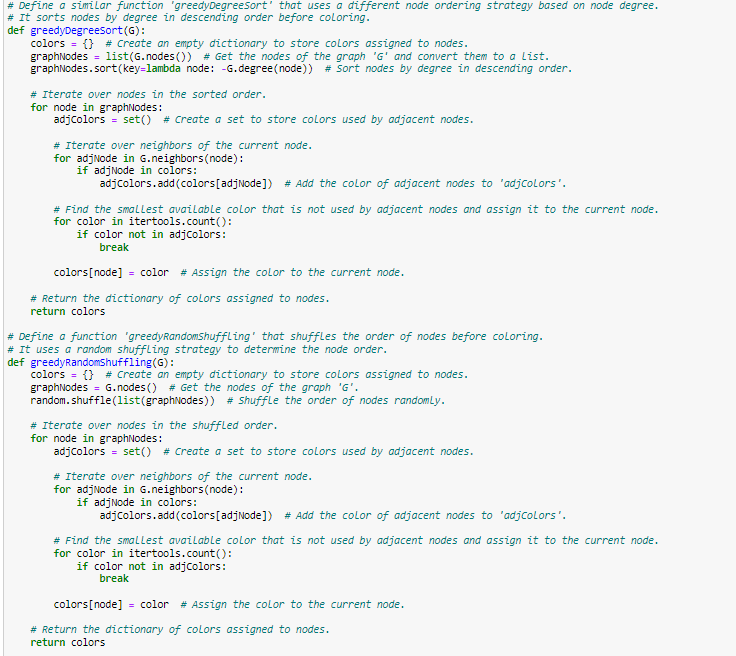 # Define a similar function 'greedyDegreeSort' that uses a different node ordering strategy based on node degree.
# It sorts nodes by degree in descending order before coloring.
def greedyDegreeSort(G):
    colors = {}  # Create an empty dictionary to store colors assigned to nodes.
    graphNodes = list(G.nodes())  # Get the nodes of the graph 'G' and convert them to a list.
    graphNodes.sort(key=lambda node: -G.degree(node))  # Sort nodes by degree in descending order.

    # Iterate over nodes in the sorted order.
    for node in graphNodes:
        adjColors = set()  # Create a set to store colors used by adjacent nodes.

        # Iterate over neighbors of the current node.
        for adjNode in G.neighbors(node):
            if adjNode in colors:
                adjColors.add(colors[adjNode])  # Add the color of adjacent nodes to 'adjColors'.

        # Find the smallest available color that is not used by adjacent nodes and assign it to the current node.
        for color in itertools.count():
            if color not in adjColors:
                break

        colors[node] = color  # Assign the color to the current node.

    # Return the dictionary of colors assigned to nodes.
    return colors

# Define a function 'greedyRandomShuffling' that shuffles the order of nodes before coloring.
# It uses a random shuffling strategy to determine the node order.
def greedyRandomShuffling(G):
    colors = {}  # Create an empty dictionary to store colors assigned to nodes.
    graphNodes = G.nodes()  # Get the nodes of the graph 'G'.
    random.shuffle(list(graphNodes))  # Shuffle the order of nodes randomly.

    # Iterate over nodes in the shuffled order.
    for node in graphNodes:
        adjColors = set()  # Create a set to store colors used by adjacent nodes.

        # Iterate over neighbors of the current node.
        for adjNode in G.neighbors(node):
            if adjNode in colors:
                adjColors.add(colors[adjNode])  # Add the color of adjacent nodes to 'adjColors'.

        # Find the smallest available color that is not used by adjacent nodes and assign it to the current node.
        for color in itertools.count():
            if color not in adjColors:
                break

        colors[node] = color  # Assign the color to the current node.

    # Return the dictionary of colors assigned to nodes.
    return colors